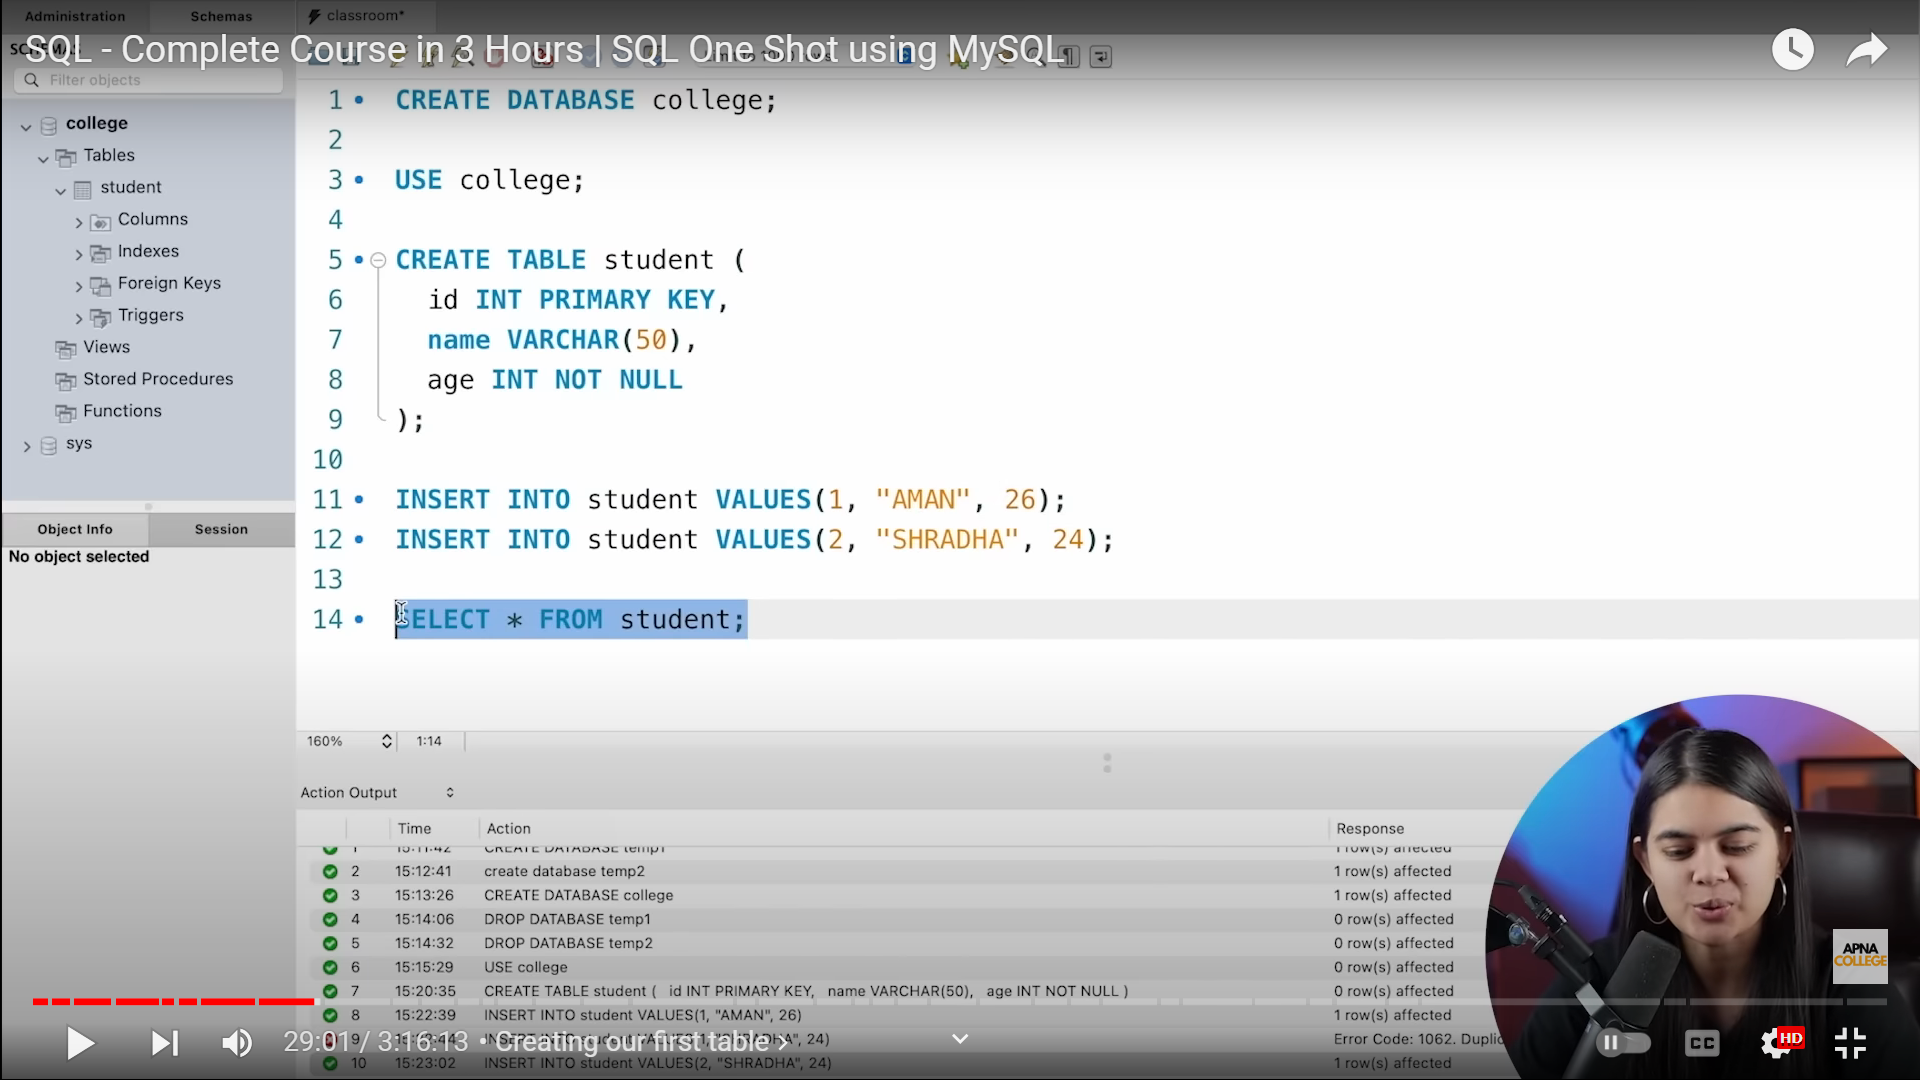 Administration
Schemas
classroom*
SQL - Complete Course in 3 Hours | SQL One Shot using MySQL
Filter objects
college
Tables
student
Columns
Indexes
Foreign Keys
Triggers
Views
Stored Procedures
Functions
sys
Object Info
Session
No object selected
1 CREATE DATABASE college;
2
3 USE college;
4
5 CREATE TABLE student (
6 id INT PRIMARY KEY,
7 name VARCHAR(50),
8 age INT NOT NULL
9 );
10
11 INSERT INTO student VALUES(1, "AMAN", 26);
12 INSERT INTO student VALUES(2, "SHRADHA", 24);
13
14 SELECT * FROM student;
160% 1:14
Action Output
Time Action Response
1 15:11:42 CREATE DATABASE temp1 1 row(s) affected
2 15:12:41 create database temp2 1 row(s) affected
3 15:13:26 CREATE DATABASE college 1 row(s) affected
4 15:14:06 DROP DATABASE temp1 0 row(s) affected
5 15:14:32 DROP DATABASE temp2 0 row(s) affected
6 15:15:29 USE college 0 row(s) affected
7 15:20:35 CREATE TABLE student ( id INT PRIMARY KEY, name VARCHAR(50), age INT NOT NULL ) 0 row(s) affected
8 15:22:39 INSERT INTO student VALUES(1, "AMAN", 26) 1 row(s) affected
9 24) Error Code: 1062. Duplic
10 15:23:02 INSERT INTO student VALUES(2, "SHRADHA", 24) 1 row(s) affected
29:01 / 3:16:13 • Creating our first table
APNA
COLLEGE
CC
HD